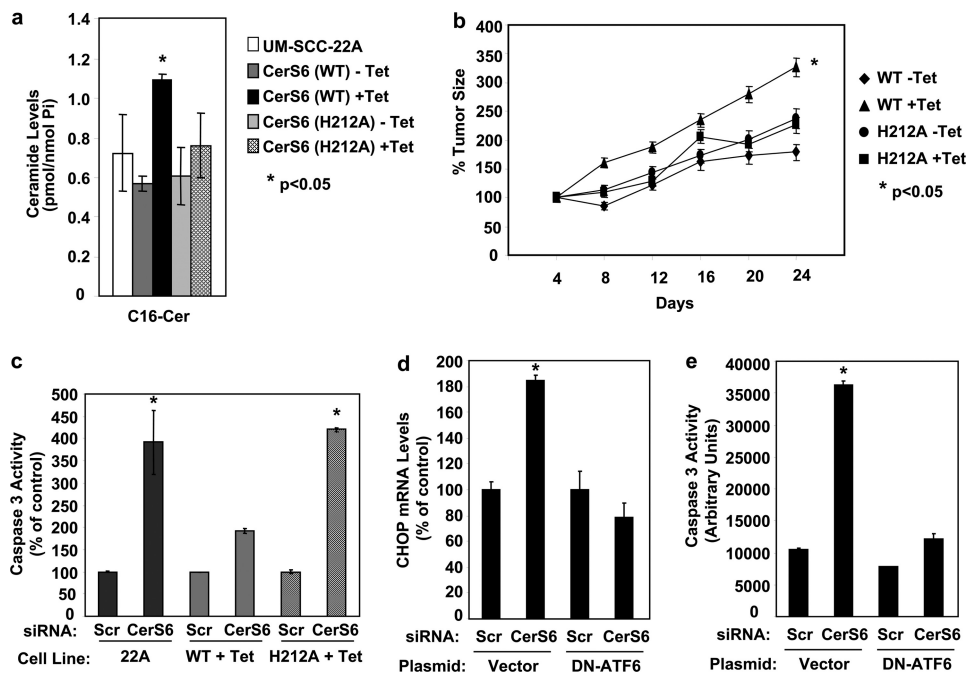 a
1.4
1.2
1.0
0.8
0.6
0.4
0.2
0
Ceramide Levels
(pmol/nmol Pi)
*
C16-Cer
UM-SCC-22A
CerS6 (WT) - Tet
CerS6 (WT) +Tet
CerS6 (H212A) - Tet
CerS6 (H212A) +Tet
* p<0.05
b
400
350
300
250
200
150
100
50
0
% Tumor Size
*
4 8 12 16 20 24
Days
WT -Tet
WT +Tet
H212A -Tet
H212A +Tet
* p<0.05
c
500
450
400
350
300
250
200
150
100
50
0
Caspase 3 Activity
(% of control)
* *
siRNA: Scr CerS6 Scr CerS6 Scr CerS6
Cell Line: 22A WT + Tet H212A + Tet
d
200
180
160
140
120
100
80
60
40
20
0
CHOP mRNA Levels
(% of control)
*
siRNA: Scr CerS6 Scr CerS6
Plasmid: Vector DN-ATF6
e
40000
35000
30000
25000
20000
15000
10000
5000
0
Caspase 3 Activity
(Arbitrary Units)
*
siRNA: Scr CerS6 Scr CerS6
Plasmid: Vector DN-ATF6